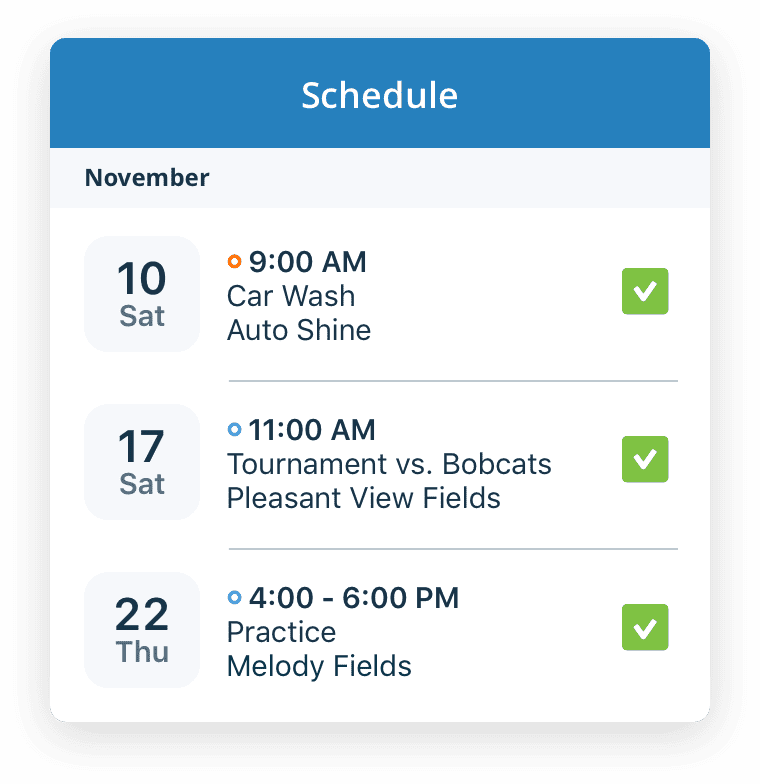 Schedule
November
10
Sat
9:00 AM
Car Wash
Auto Shine
17
Sat
11:00 AM
Tournament vs. Bobcats
Pleasant View Fields
22
Thu
4:00 - 6:00 PM
Practice
Melody Fields